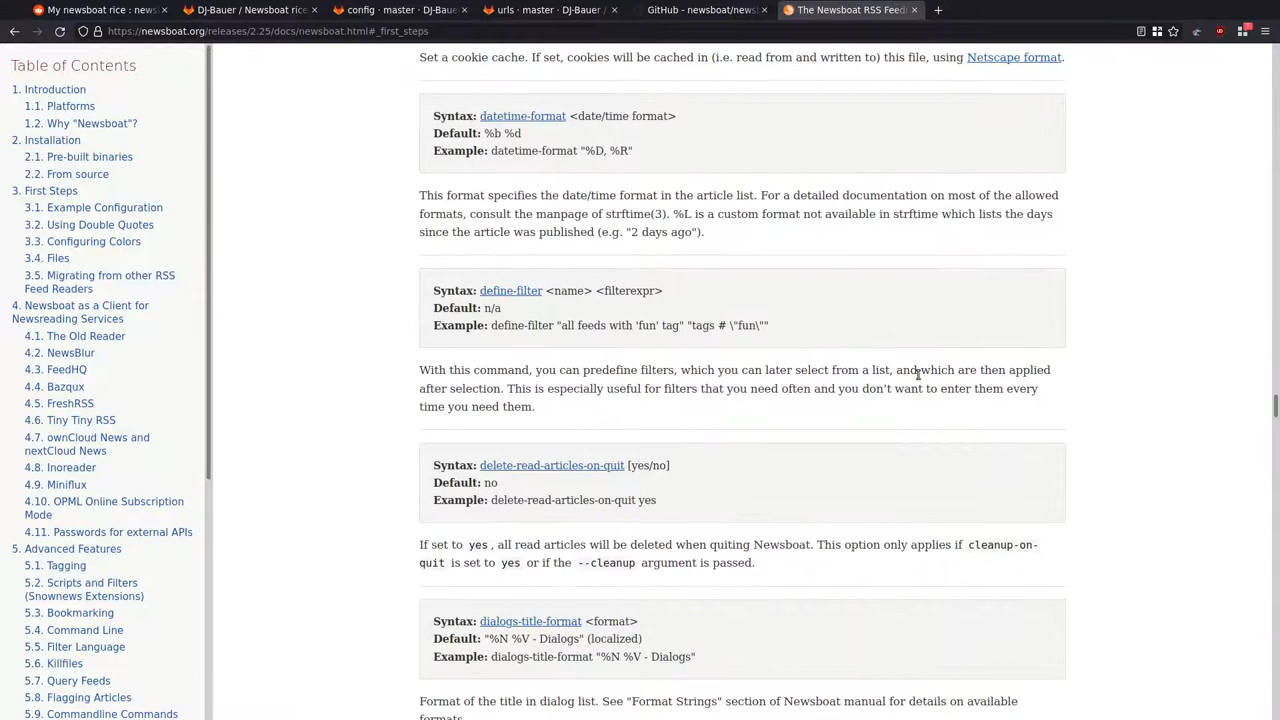 My reddit rice : newsb
DJ-Bauer / Newsboat rice
config · master · DJ-Baue
urls · master · DJ-Bauer /
GitHub - newsboat/newsb
The Newsboat RSS Feed
https://newsboat.org/releases/2.25/docs/newsboat.html#_first_steps
Table of Contents
1. Introduction
1.1. Platforms
1.2. Why "Newsboat"?
2. Installation
2.1. Pre-built binaries
2.2. From source
3. First Steps
3.1. Example Configuration
3.2. Using Double Quotes
3.3. Configuring Colors
3.4. Files
3.5. Migrating from other RSS
Feed Readers
4. Newsboat as a Client for
Newsreading Services
4.1. The Old Reader
4.2. NewsBlur
4.3. FeedHQ
4.4. Bazqux
4.5. FreshRSS
4.6. Tiny Tiny RSS
4.7. ownCloud News and
nextCloud News
4.8. Inoreader
4.9. Miniflux
4.10. OPML Online Subscription
Mode
4.11. Passwords for external APIs
5. Advanced Features
5.1. Tagging
5.2. Scripts and Filters
(Snownews Extensions)
5.3. Bookmarking
5.4. Command Line
5.5. Filter Language
5.6. Killfiles
5.7. Query Feeds
5.8. Flagging Articles
5.9. Commandline Commands
Set a cookie cache. If set, cookies will be cached in (i.e. read from and written to) this file, using Netscape format.
Syntax: datetime-format <date/time format>
Default: %b %d
Example: datetime-format "%D, %R"
This format specifies the date/time format in the article list. For a detailed documentation on most of the allowed
formats, consult the manpage of strftime(3). %L is a custom format not available in strftime which lists the days
since the article was published (e.g. "2 days ago").
Syntax: define-filter <name> <filterexpr>
Default: n/a
Example: define-filter "all feeds with 'fun' tag" "tags # \"fun\""
With this command, you can predefine filters, which you can later select from a list, and which are then applied
after selection. This is especially useful for filters that you need often and you don’t want to enter them every
time you need them.
Syntax: delete-read-articles-on-quit [yes/no]
Default: no
Example: delete-read-articles-on-quit yes
If set to yes, all read articles will be deleted when quiting Newsboat. This option only applies if cleanup-on-
quit is set to yes or if the --cleanup argument is passed.
Syntax: dialogs-title-format <format>
Default: "%N %V - Dialogs" (localized)
Example: dialogs-title-format "%N %V - Dialogs"
Format of the title in dialog list. See "Format Strings" section of Newsboat manual for details on available
formats.